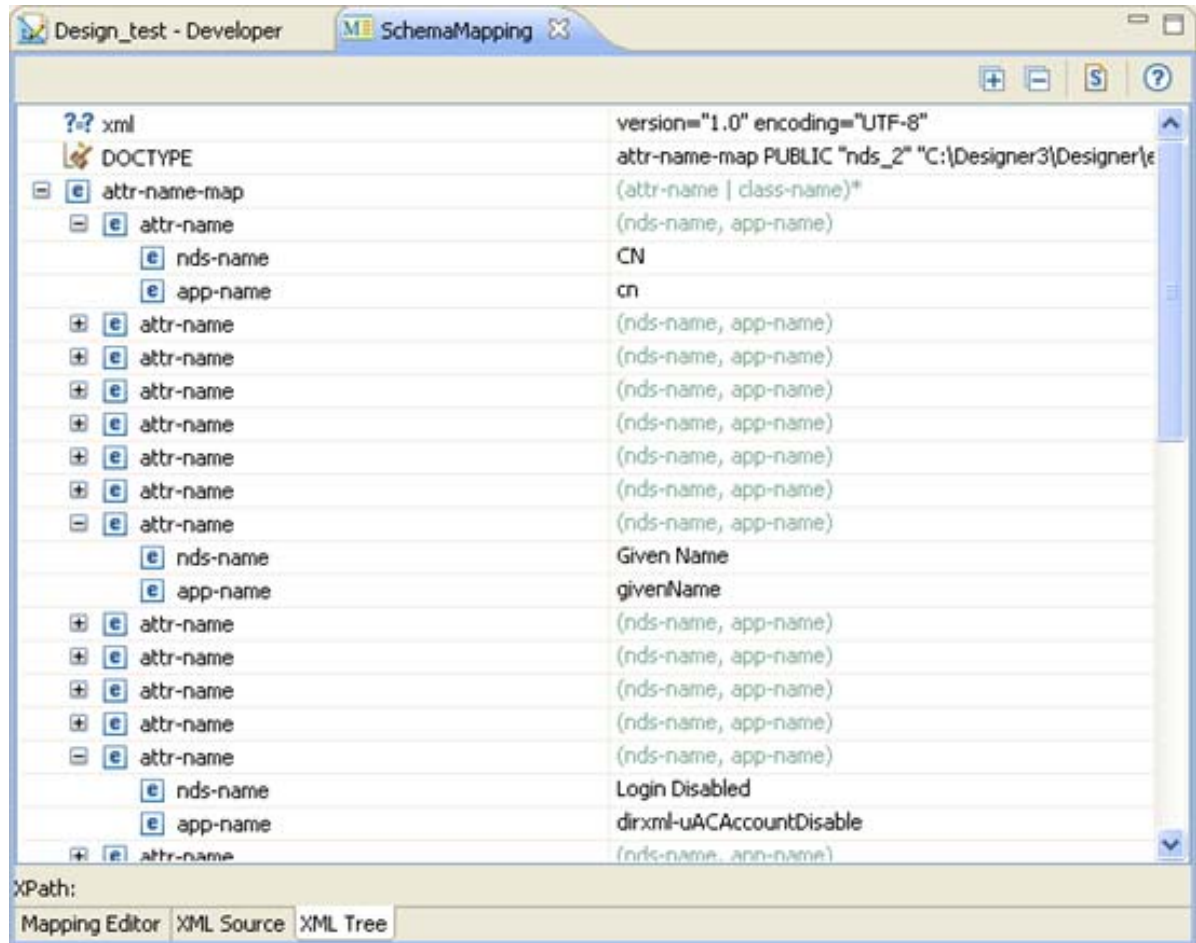 Design_test - Developer SchemaMapping
?=? xml version="1.0" encoding="UTF-8"
DOCTYPE attr-name-map PUBLIC "nds_2" "C:\Designer3\Designer\e
e attr-name-map (attr-name | class-name)*
e attr-name (nds-name, app-name)
e nds-name CN
e app-name cn
e attr-name (nds-name, app-name)
e attr-name (nds-name, app-name)
e attr-name (nds-name, app-name)
e attr-name (nds-name, app-name)
e attr-name (nds-name, app-name)
e attr-name (nds-name, app-name)
e attr-name (nds-name, app-name)
e nds-name Given Name
e app-name givenName
e attr-name (nds-name, app-name)
e attr-name (nds-name, app-name)
e attr-name (nds-name, app-name)
e attr-name (nds-name, app-name)
e attr-name (nds-name, app-name)
e nds-name Login Disabled
e app-name dirxml-uACAccountDisable
e attr-name (nds-name, app-name)
XPath:
Mapping Editor XML Source XML Tree